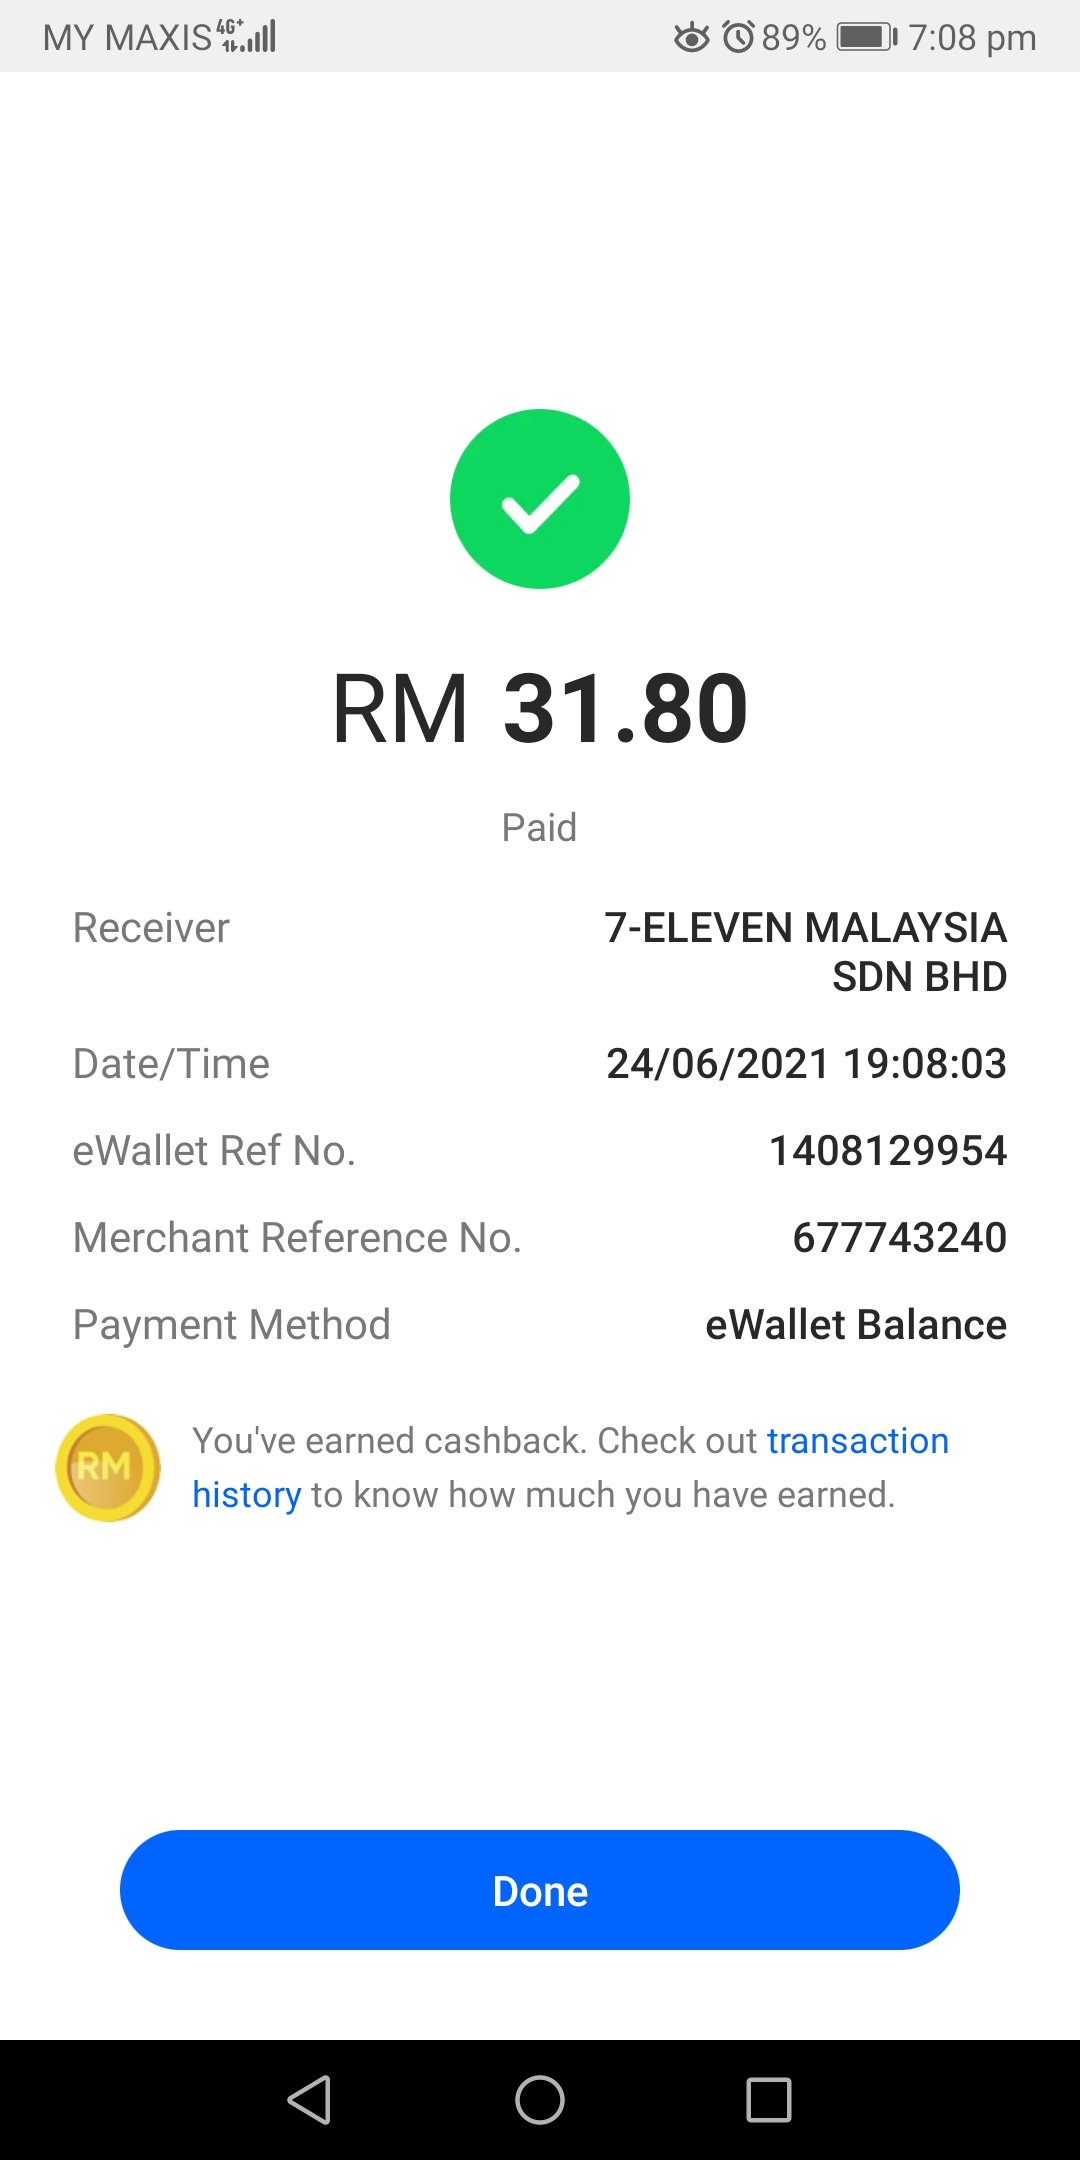 MY MAXIS 4G+ 89% 7:08 pm
RM 31.80
Paid
Receiver 7-ELEVEN MALAYSIA
SDN BHD
Date/Time 24/06/2021 19:08:03
eWallet Ref No. 1408129954
Merchant Reference No. 677743240
Payment Method eWallet Balance
RM
You've earned cashback. Check out transaction
history to know how much you have earned.
Done